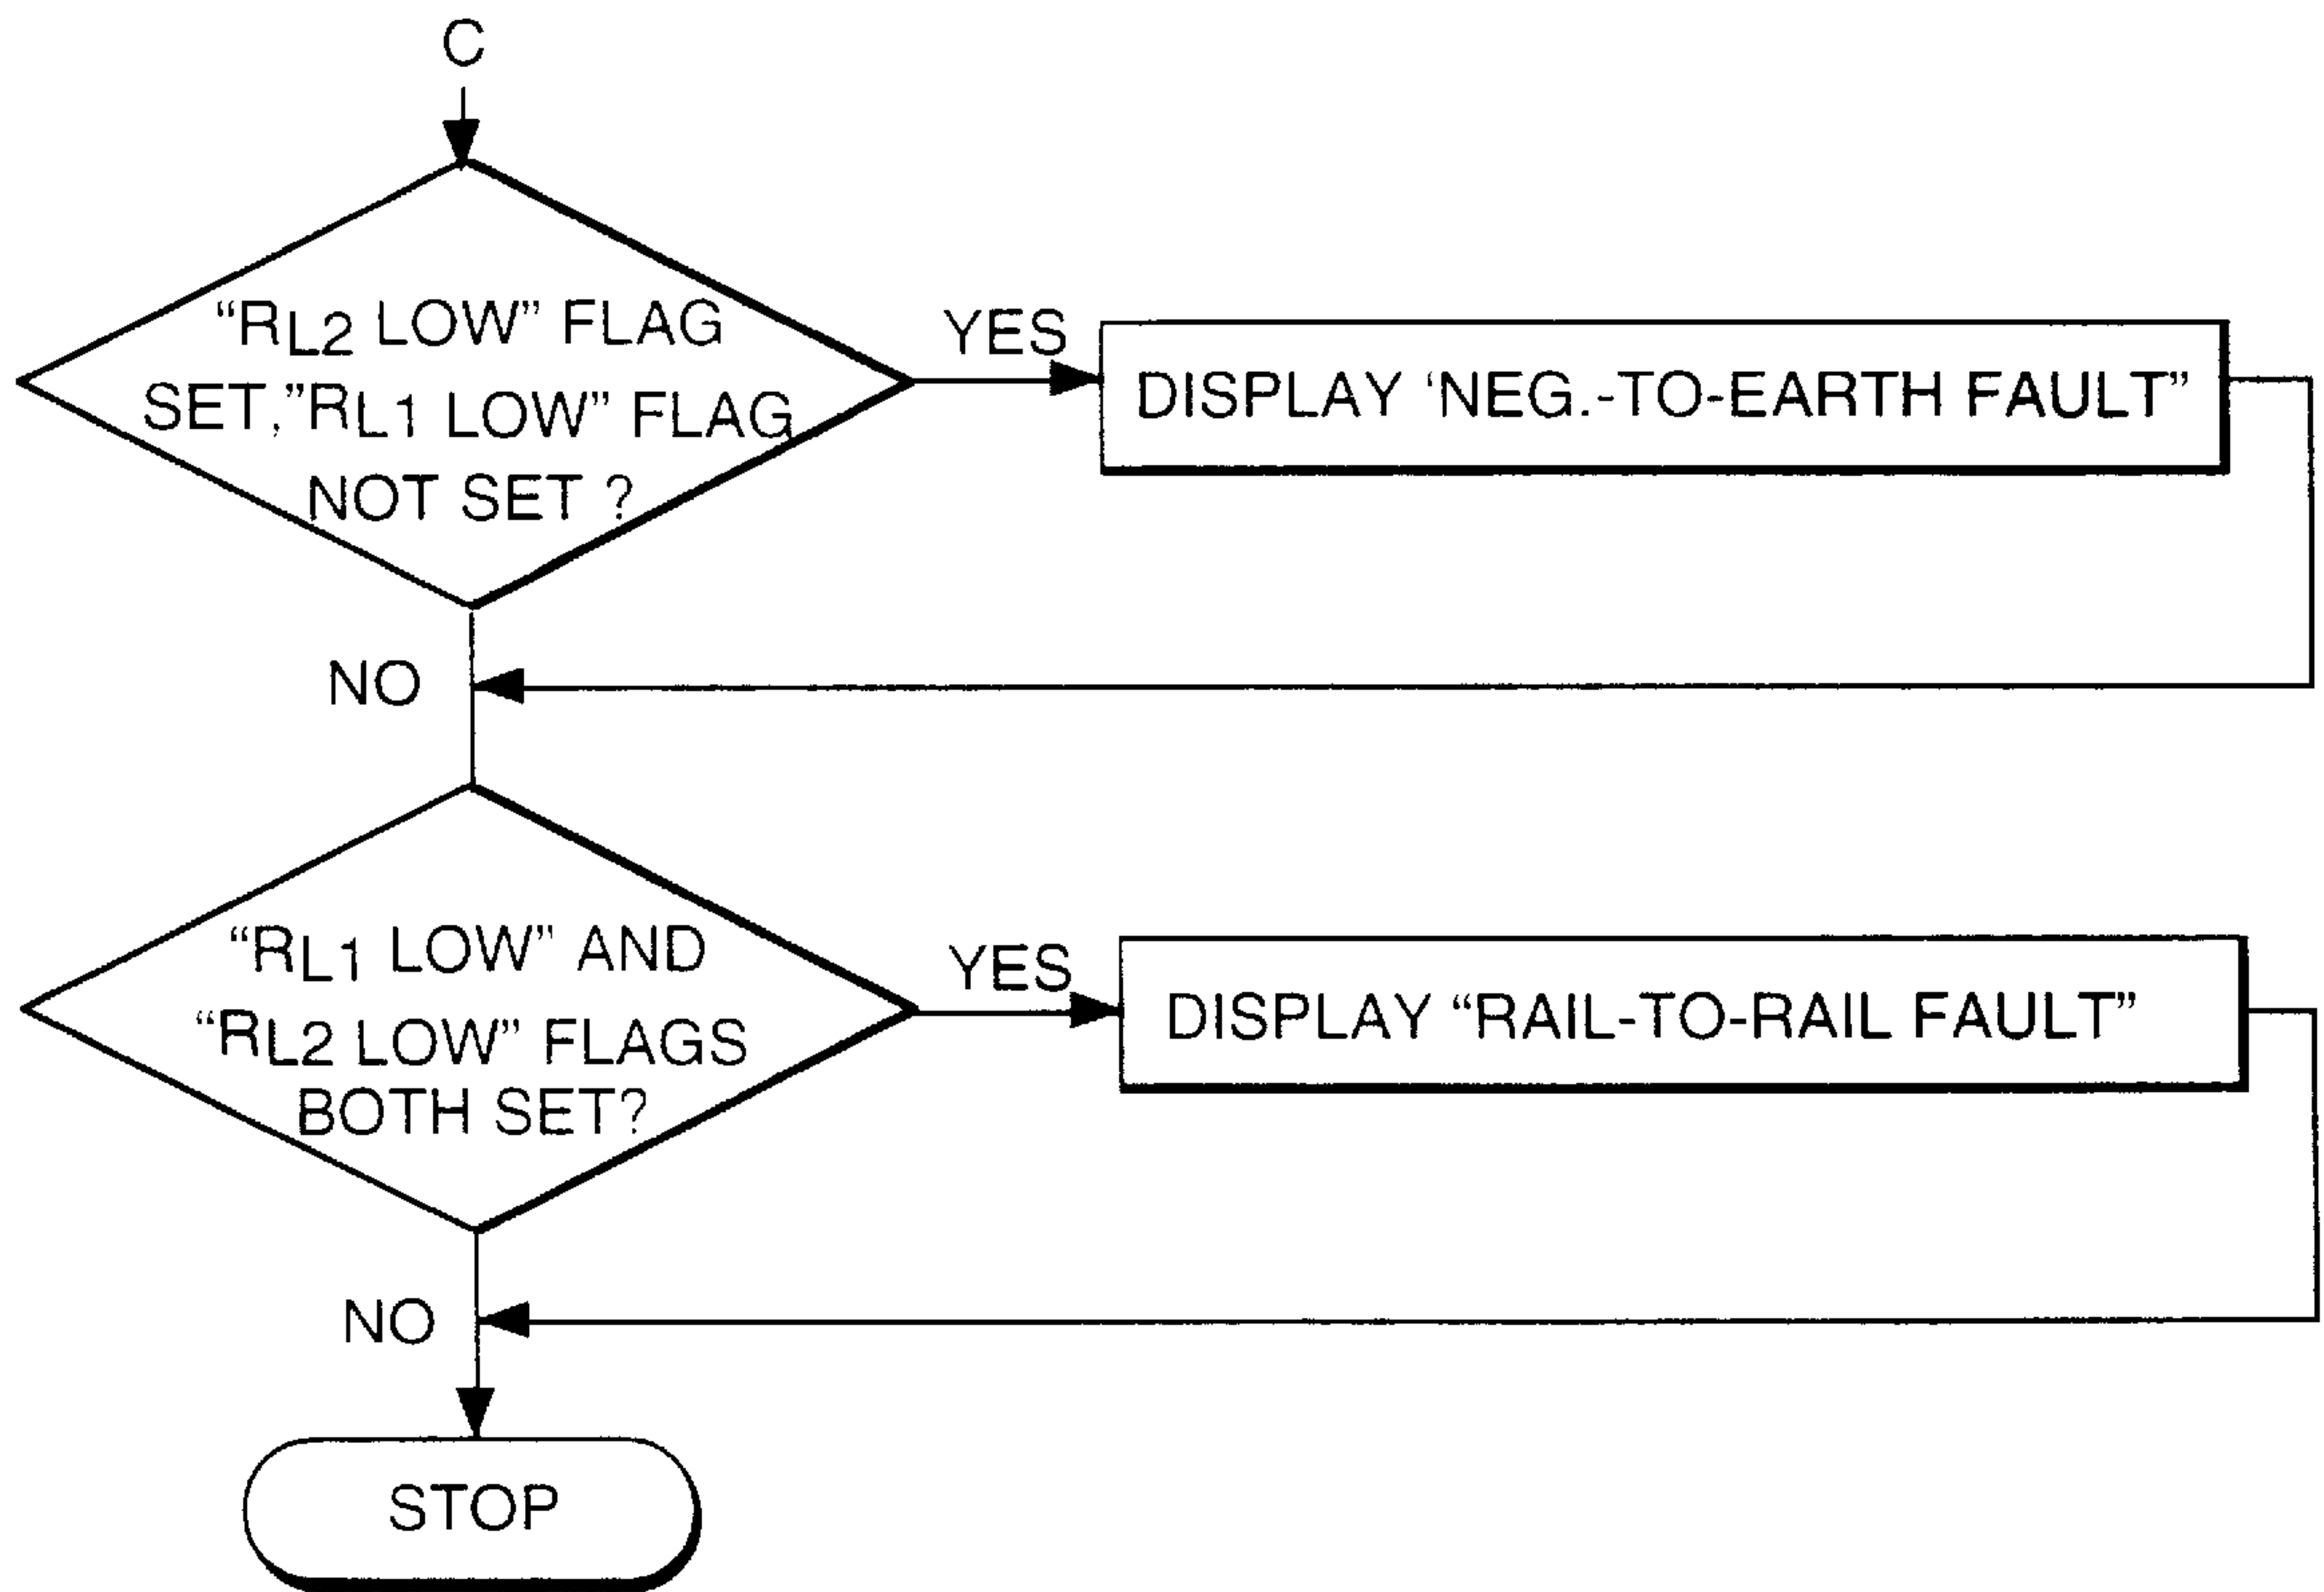 C
“RL2 LOW” FLAG
SET,”RL1 LOW” FLAG
NOT SET ?
YES
DISPLAY ‘NEG.-TO-EARTH FAULT”
NO
“RL1 LOW” AND
“RL2 LOW” FLAGS
BOTH SET?
YES
DISPLAY “RAIL-TO-RAIL FAULT”
NO
STOP